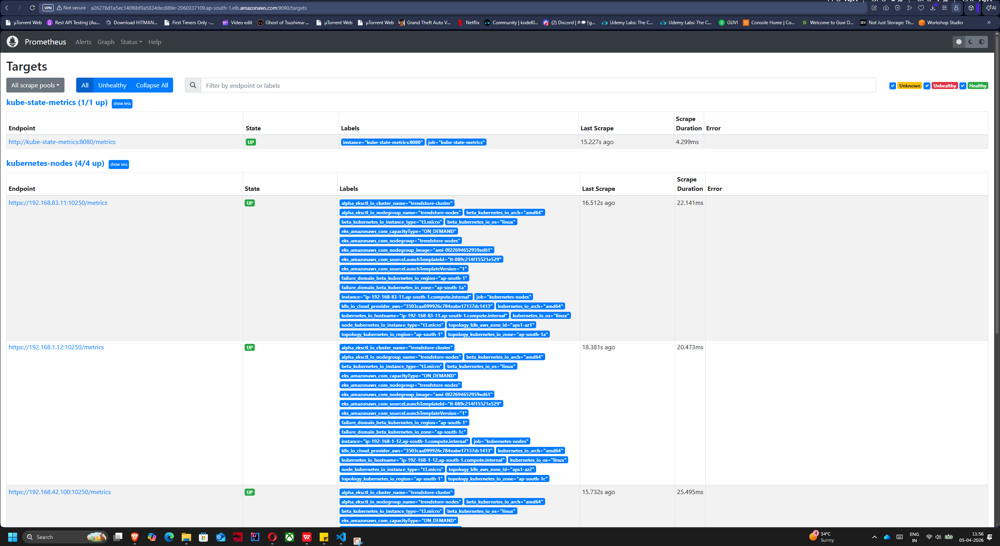 VPN Not secure a26276d1a5ec140f6bf0a5834dec889e-2060337109.ap-south-1.elb.amazonaws.com:9090/targets AI
µTorrent Web Rest API Testing (Au... Download HITMAN... First Timers Only -... Video edit Ghost of Tsushima-... µTorrent Web µTorrent Web Grand Theft Auto V... Netflix Community | kodeKl... (2) Discord | # | g... Udemy Labs: The C... Udemy Labs: The C... GUVI Console Home | Co... Welcome to Guvi D... Not Just Storage: Th... Workshop Studio »
Prometheus Alerts Graph Status Help
Targets
All scrape pools All Unhealthy Collapse All Filter by endpoint or labels Unknown Unhealthy Healthy
kube-state-metrics (1/1 up) show less
Endpoint State Labels Last Scrape Scrape Duration Error
http://kube-state-metrics:8080/metrics UP instance="kube-state-metrics:8080" job="kube-state-metrics" 15.227s ago 4.299ms
kubernetes-nodes (4/4 up) show less
Endpoint State Labels Last Scrape Scrape Duration Error
https://192.168.83.11:10250/metrics UP alpha_eksctl_io_cluster_name="trendstore-cluster" 16.512s ago 22.141ms
alpha_eksctl_io_nodegroup_name="trendstore-nodes" beta_kubernetes_io_arch="amd64"
beta_kubernetes_io_instance_type="t3.micro" beta_kubernetes_io_os="linux"
eks_amazonaws_com_capacityType="ON_DEMAND"
eks_amazonaws_com_nodegroup="trendstore-nodes"
eks_amazonaws_com_nodegroup_image="ami-0f22694652959ed61"
eks_amazonaws_com_sourceLaunchTemplateId="lt-089c214f15521e529"
eks_amazonaws_com_sourceLaunchTemplateVersion="1"
failure_domain_beta_kubernetes_io_region="ap-south-1"
failure_domain_beta_kubernetes_io_zone="ap-south-1a"
instance="ip-192-168-83-11.ap-south-1.compute.internal" job="kubernetes-nodes"
k8s_io_cloud_provider_aws="3503caa099926c784eabe17137dc1413" kubernetes_io_arch="amd64"
kubernetes_io_hostname="ip-192-168-83-11.ap-south-1.compute.internal" kubernetes_io_os="linux"
node_kubernetes_io_instance_type="t3.micro" topology_k8s_aws_zone_id="aps1-az1"
topology_kubernetes_io_region="ap-south-1" topology_kubernetes_io_zone="ap-south-1a"
https://192.168.1.12:10250/metrics UP alpha_eksctl_io_cluster_name="trendstore-cluster" 18.381s ago 20.473ms
alpha_eksctl_io_nodegroup_name="trendstore-nodes" beta_kubernetes_io_arch="amd64"
beta_kubernetes_io_instance_type="t3.micro" beta_kubernetes_io_os="linux"
eks_amazonaws_com_capacityType="ON_DEMAND"
eks_amazonaws_com_nodegroup="trendstore-nodes"
eks_amazonaws_com_nodegroup_image="ami-0f22694652959ed61"
eks_amazonaws_com_sourceLaunchTemplateId="lt-089c214f15521e529"
eks_amazonaws_com_sourceLaunchTemplateVersion="1"
failure_domain_beta_kubernetes_io_region="ap-south-1"
failure_domain_beta_kubernetes_io_zone="ap-south-1c"
instance="ip-192-168-1-12.ap-south-1.compute.internal" job="kubernetes-nodes"
k8s_io_cloud_provider_aws="3503caa099926c784eabe17137dc1413" kubernetes_io_arch="amd64"
kubernetes_io_hostname="ip-192-168-1-12.ap-south-1.compute.internal" kubernetes_io_os="linux"
node_kubernetes_io_instance_type="t3.micro" topology_k8s_aws_zone_id="aps1-az2"
topology_kubernetes_io_region="ap-south-1" topology_kubernetes_io_zone="ap-south-1c"
https://192.168.42.100:10250/metrics UP alpha_eksctl_io_cluster_name="trendstore-cluster" 15.732s ago 25.495ms
alpha_eksctl_io_nodegroup_name="trendstore-nodes" beta_kubernetes_io_arch="amd64"
beta_kubernetes_io_instance_type="t3.micro" beta_kubernetes_io_os="linux"
eks_amazonaws_com_capacityType="ON_DEMAND"
Search 4 34°C Sunny ENG IN 11:56 05-04-2026